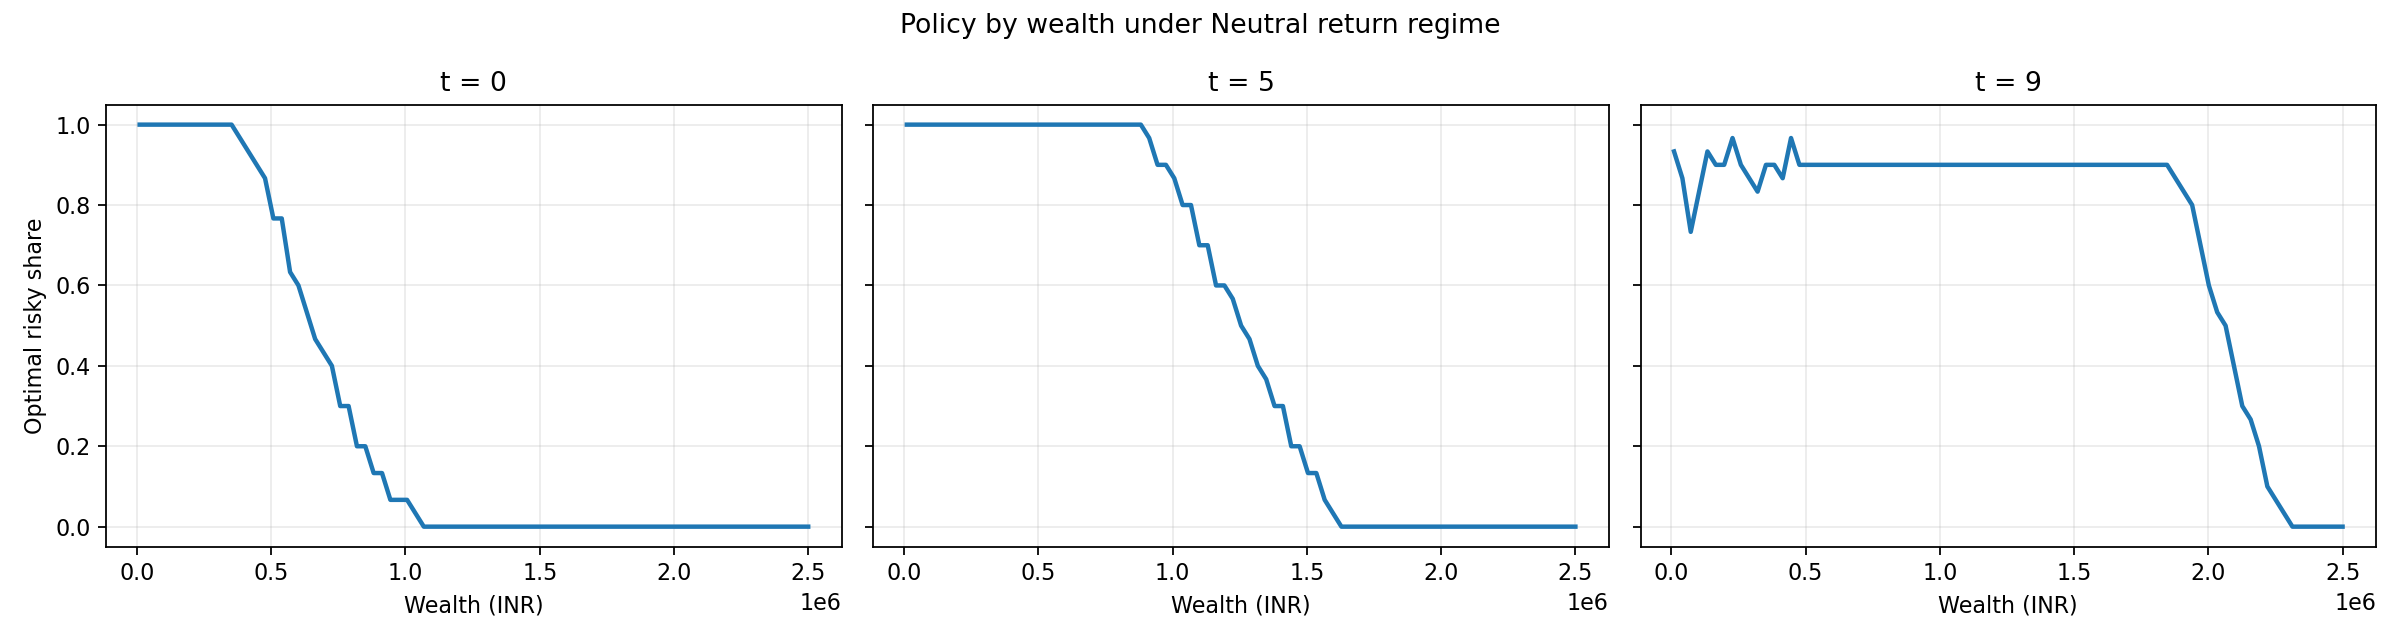 Policy by wealth under Neutral return regime
t = 0
t = 5
t = 9
Optimal risky share
1.0
0.8
0.6
0.4
0.2
0.0
0.0 0.5 1.0 1.5 2.0 2.5
1e6
Wealth (INR)
0.0 0.5 1.0 1.5 2.0 2.5
1e6
Wealth (INR)
0.0 0.5 1.0 1.5 2.0 2.5
1e6
Wealth (INR)